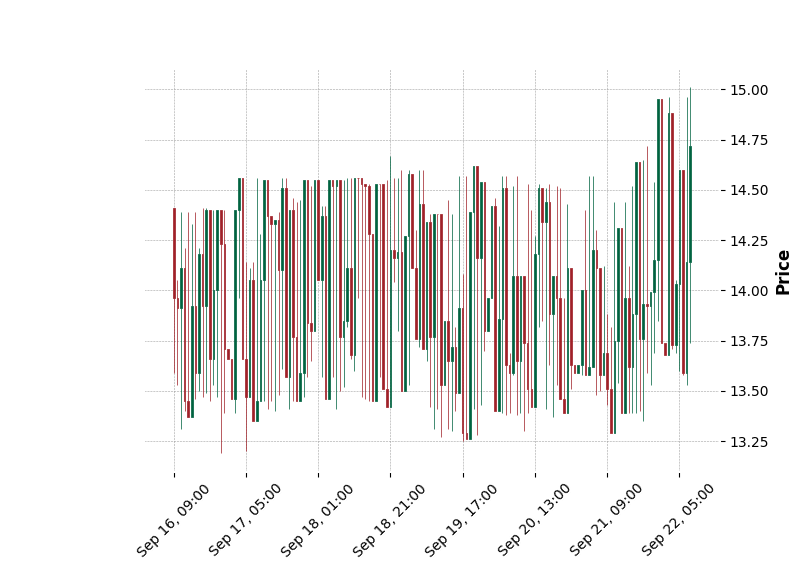 15.00
14.75
14.50
14.25
14.00
13.75
13.50
13.25
Price
Sep 16, 09:00
Sep 17, 05:00
Sep 18, 01:00
Sep 18, 21:00
Sep 19, 17:00
Sep 20, 13:00
Sep 21, 09:00
Sep 22, 05:00